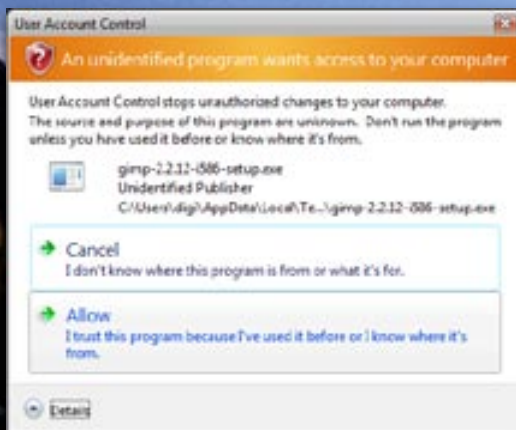 User Account Control
An unidentified program wants access to your computer
User Account Control stops unauthorized changes to your computer.
The source and purpose of this program are unknown. Don't run the program
unless you have used it before or know where it's from.
gimp-2.2.12-i586-setup.exe
Unidentified Publisher
C:\Users\digi\AppData\Local\Te...\gimp-2.2.12-i586-setup.exe
Cancel
I don't know where this program is from or what it's for.
Allow
I trust this program because I've used it before or I know where it's
from.
Details